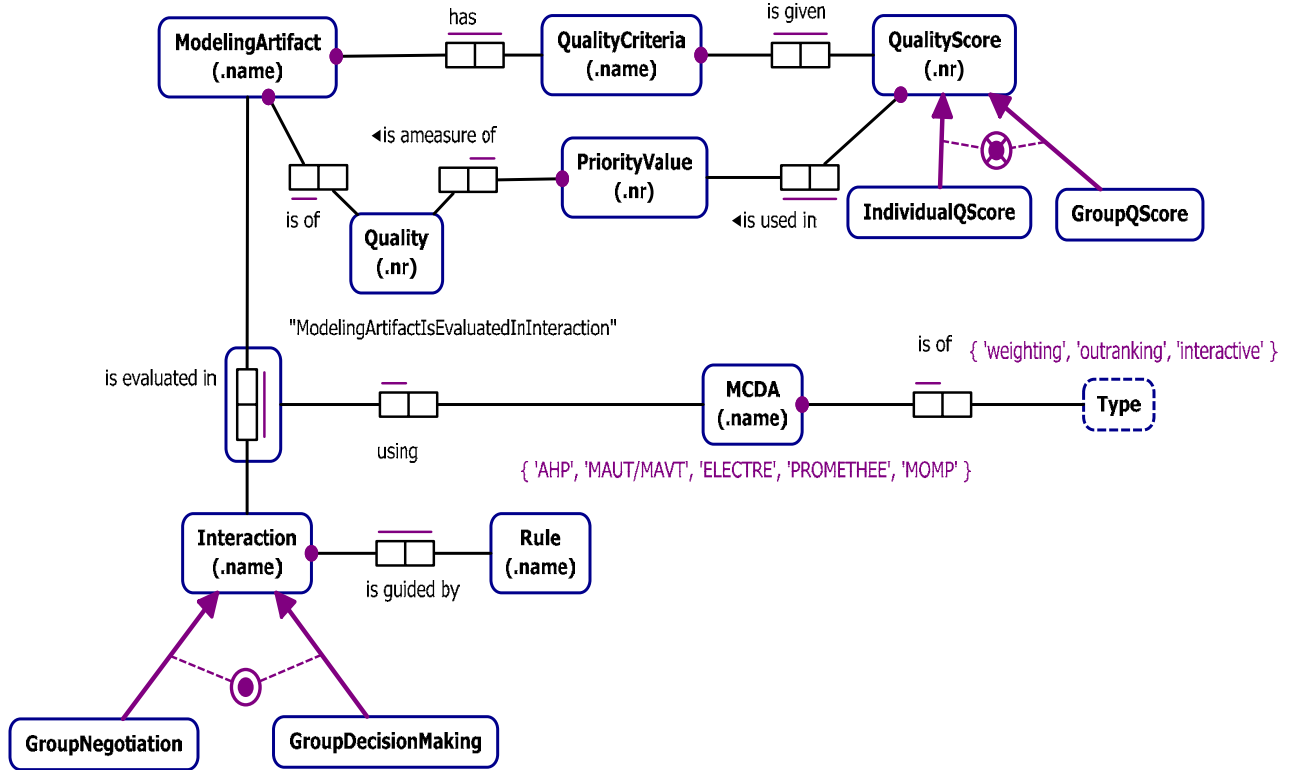 has
is given
ModelingArtifact
(.name)
QualityCriteria
(.name)
QualityScore
(.nr)
◄is ameasure of
PriorityValue
(.nr)
is of
◄is used in
IndividualQScore
GroupQScore
Quality
(.nr)
"ModelingArtifactIsEvaluatedInInteraction"
is of
{ 'weighting', 'outranking', 'interactive' }
is evaluated in
MCDA
(.name)
Type
using
{ 'AHP', 'MAUT/MAVT', 'ELECTRE', 'PROMETHEE', 'MOMP' }
Interaction
(.name)
Rule
(.name)
is guided by
GroupNegotiation
GroupDecisionMaking